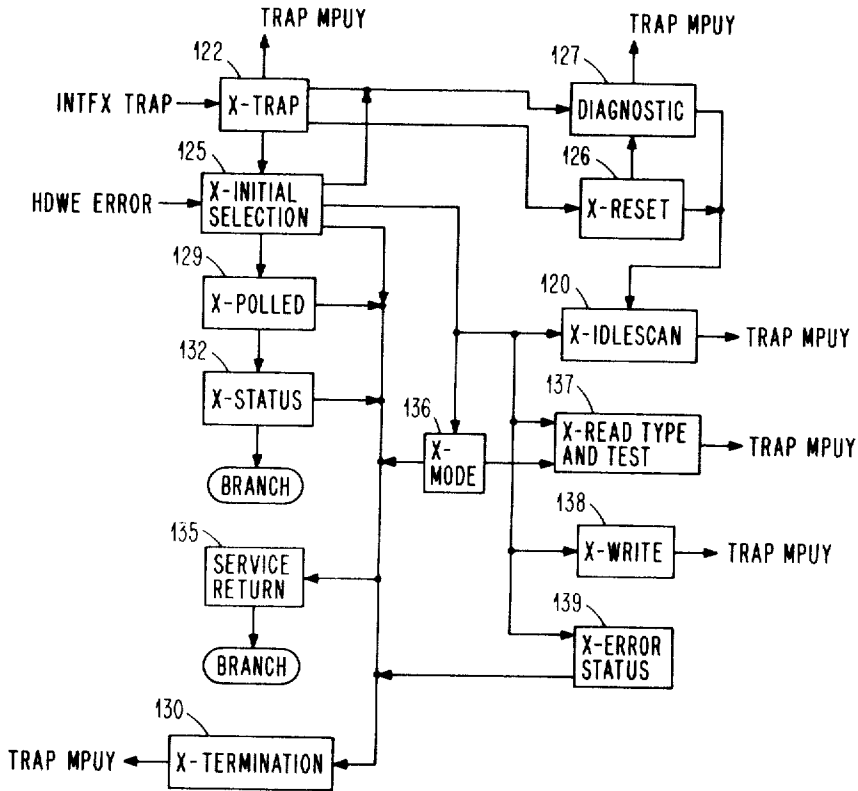 TRAP MPUY
TRAP MPUY
122
127
INTFX TRAP
X-TRAP
DIAGNOSTIC
125
126
HDWE ERROR
X-INITIAL
SELECTION
X-RESET
129
120
X-POLLED
X-IDLESCAN
TRAP MPUY
132
X-STATUS
136
137
X-
MODE
X-READ TYPE
AND TEST
TRAP MPUY
BRANCH
138
135
SERVICE
RETURN
X-WRITE
TRAP MPUY
139
BRANCH
X-ERROR
STATUS
130
TRAP MPUY
X-TERMINATION